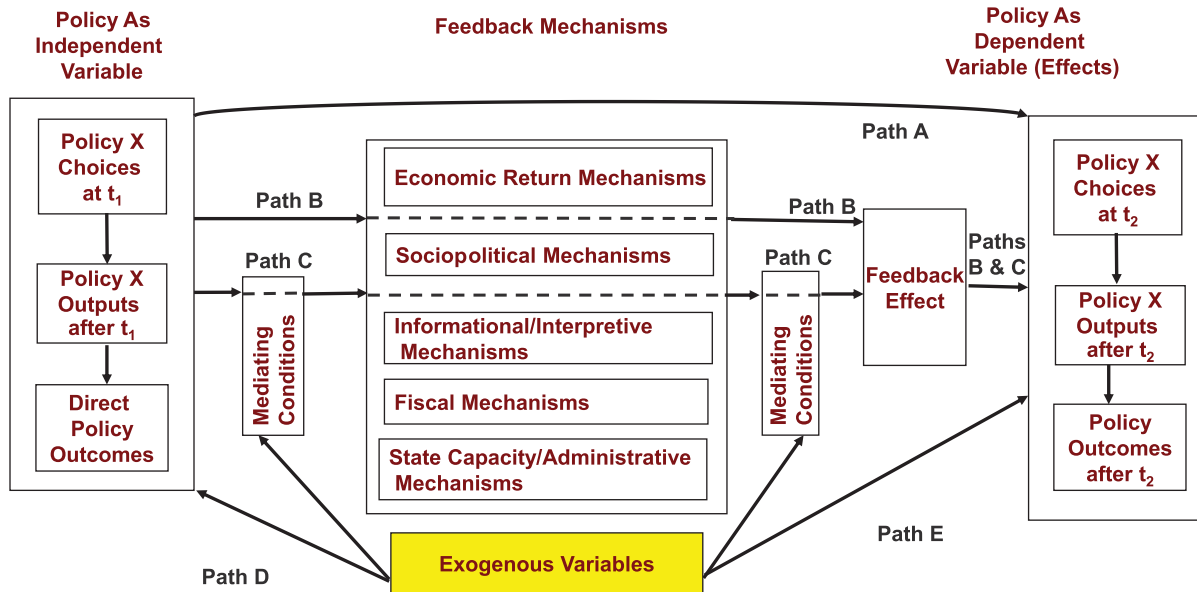 Policy As
Independent
Variable
Feedback Mechanisms
Policy As
Dependent
Variable (Effects)
Path A
Policy X
Choices
at t1
Policy X
Outputs
after t1
Direct
Policy
Outcomes
Path B
Path C
Mediating
Conditions
Economic Return Mechanisms
Sociopolitical Mechanisms
Informational/Interpretive
Mechanisms
Fiscal Mechanisms
State Capacity/Administrative
Mechanisms
Path B
Path C
Mediating
Conditions
Feedback
Effect
Paths
B & C
Policy X
Choices
at t2
Policy X
Outputs
after t2
Policy
Outcomes
after t2
Exogenous Variables
Path D
Path E